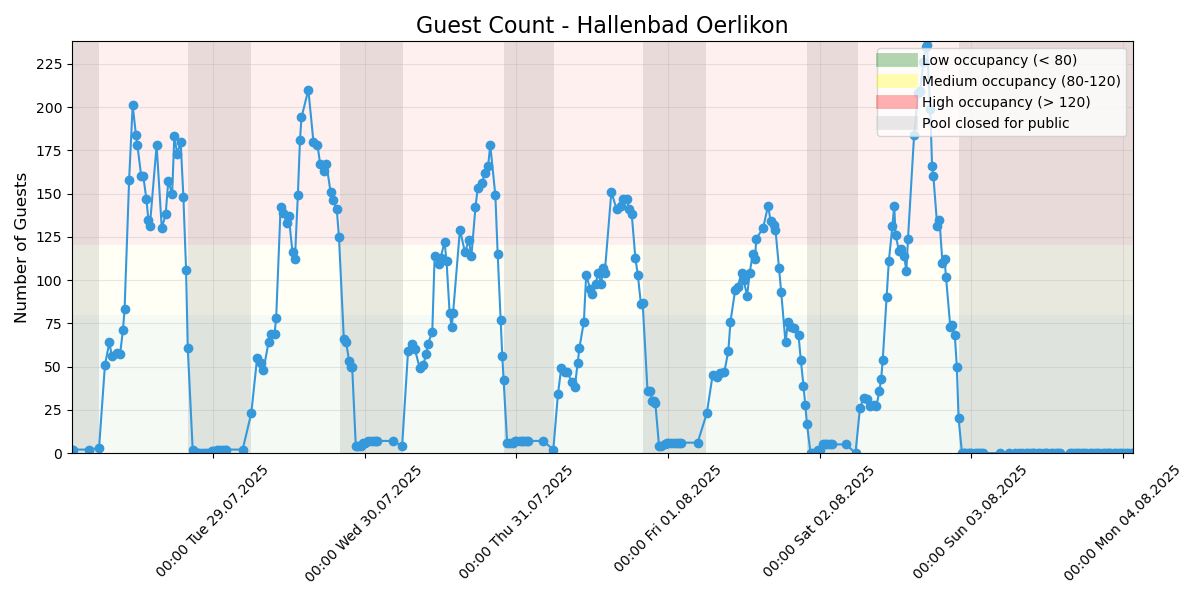 Guest Count - Hallenbad Oerlikon
Number of Guests
225
200
175
150
125
100
75
50
25
0
Low occupancy (< 80)
Medium occupancy (80-120)
High occupancy (> 120)
Pool closed for public
00:00 Tue 29.07.2025
00:00 Wed 30.07.2025
00:00 Thu 31.07.2025
00:00 Fri 01.08.2025
00:00 Sat 02.08.2025
00:00 Sun 03.08.2025
00:00 Mon 04.08.2025